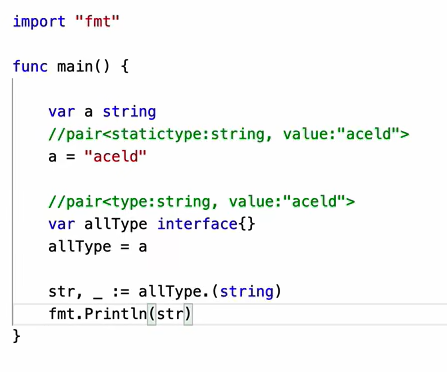 import "fmt"
func main() {
var a string
//pair<statictype:string, value:"aceld">
a = "aceld"
//pair<type:string, value:"aceld">
var allType interface{}
allType = a
str, _ := allType.(string)
fmt.Println(str)
}